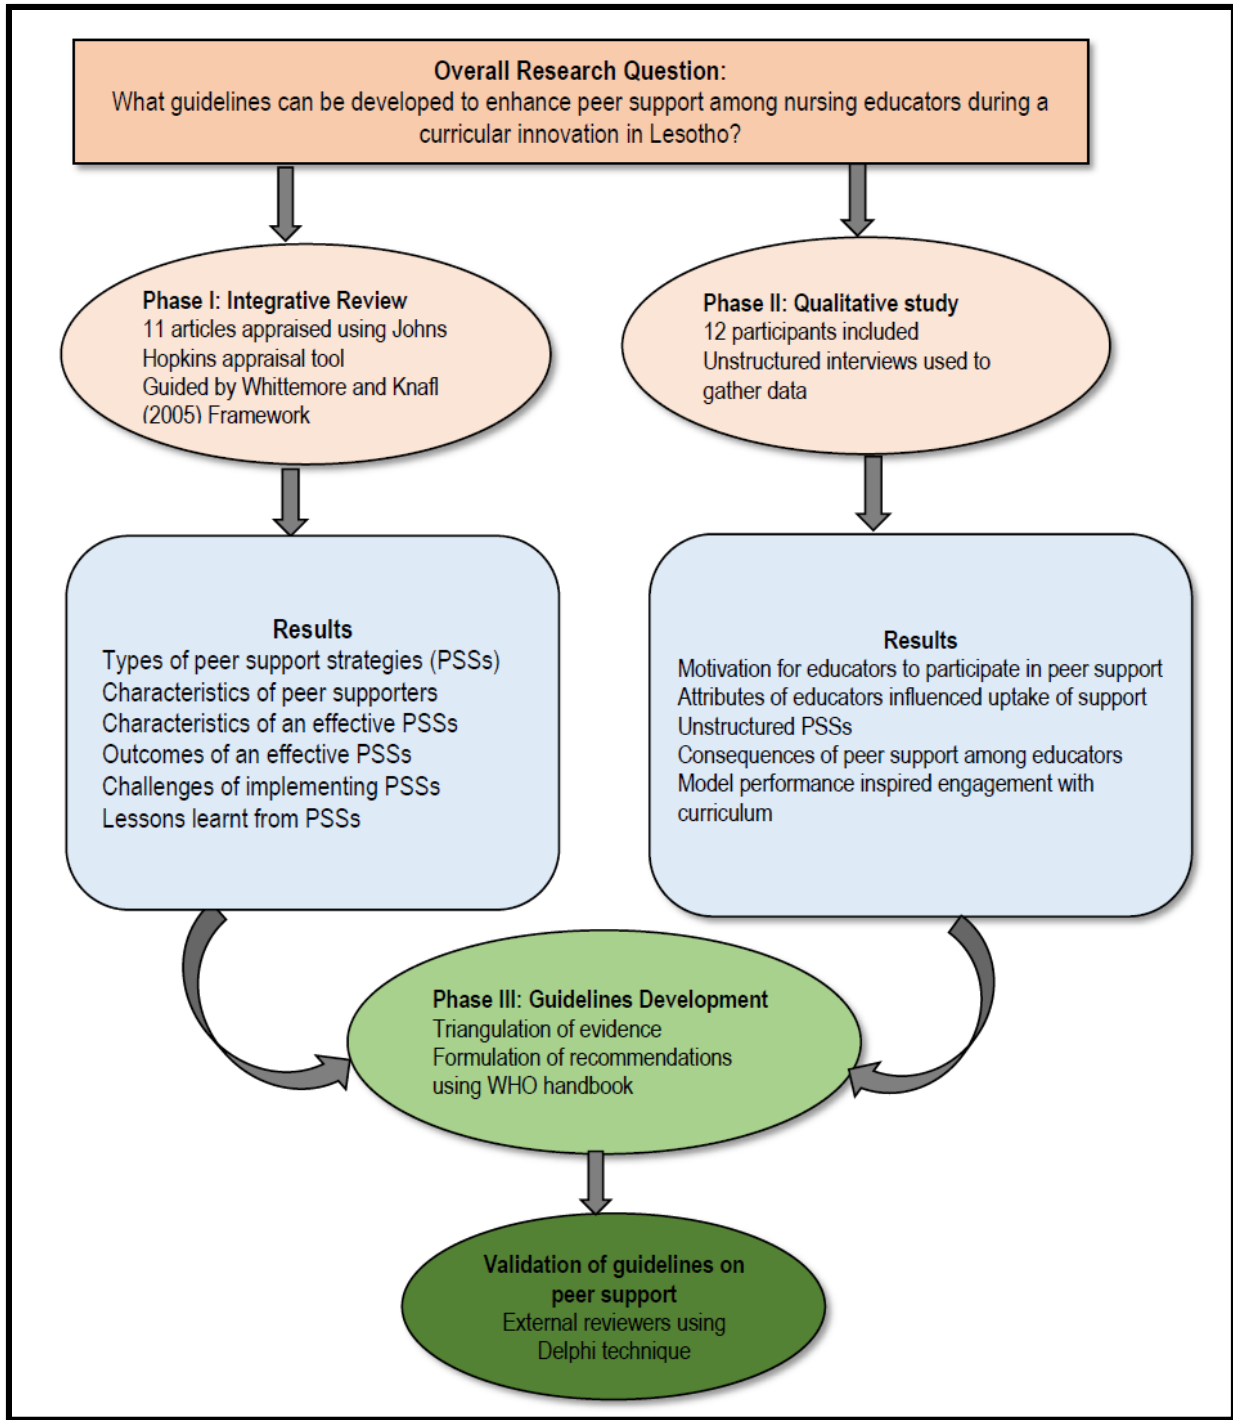 Overall Research Question:
What guidelines can be developed to enhance peer support among nursing educators during a
curricular innovation in Lesotho?
Phase I: Integrative Review
11 articles appraised using Johns
Hopkins appraisal tool
Guided by Whittemore and Knafl
(2005) Framework
Phase II: Qualitative study
12 participants included
Unstructured interviews used to
gather data
Results
Types of peer support strategies (PSSs)
Characteristics of peer supporters
Characteristics of an effective PSSs
Outcomes of an effective PSSs
Challenges of implementing PSSs
Lessons learnt from PSSs
Results
Motivation for educators to participate in peer support
Attributes of educators influenced uptake of support
Unstructured PSSs
Consequences of peer support among educators
Model performance inspired engagement with
curriculum
Phase III: Guidelines Development
Triangulation of evidence
Formulation of recommendations
using WHO handbook
Validation of guidelines on
peer support
External reviewers using
Delphi technique